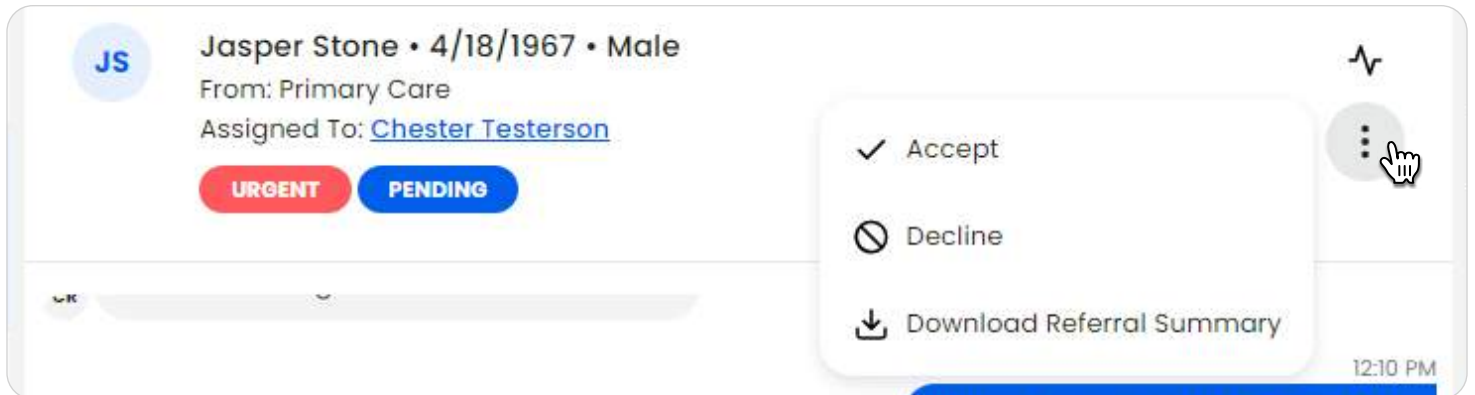 JS
Jasper Stone • 4/18/1967 • Male
From: Primary Care
Assigned To: Chester Testerson
URGENT
PENDING
Accept
Decline
Download Referral Summary
12:10 PM